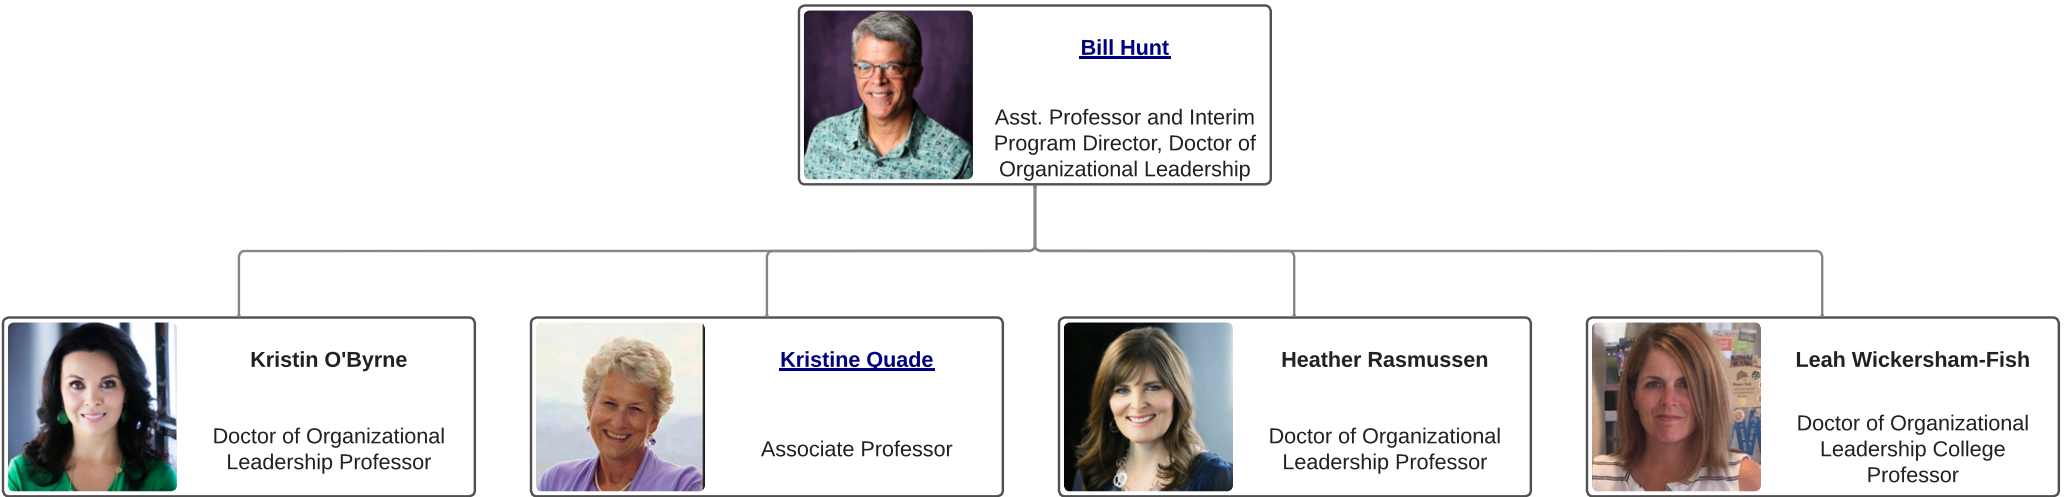 Bill Hunt
Asst. Professor and Interim
Program Director, Doctor of
Organizational Leadership
Kristin O'Byrne
Doctor of Organizational
Leadership Professor
Kristine Quade
Associate Professor
Heather Rasmussen
Doctor of Organizational
Leadership Professor
Leah Wickersham-Fish
Doctor of Organizational
Leadership College
Professor